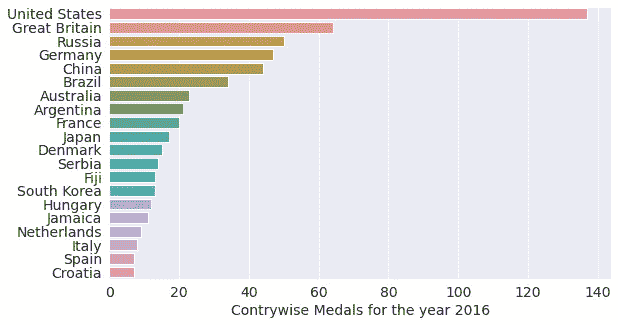 United States
Great Britain
Russia
Germany
China
Brazil
Australia
Argentina
France
Japan
Denmark
Serbia
Fiji
South Korea
Hungary
Jamaica
Netherlands
Italy
Spain
Croatia
0 20 40 60 80 100 120 140
Contrywise Medals for the year 2016